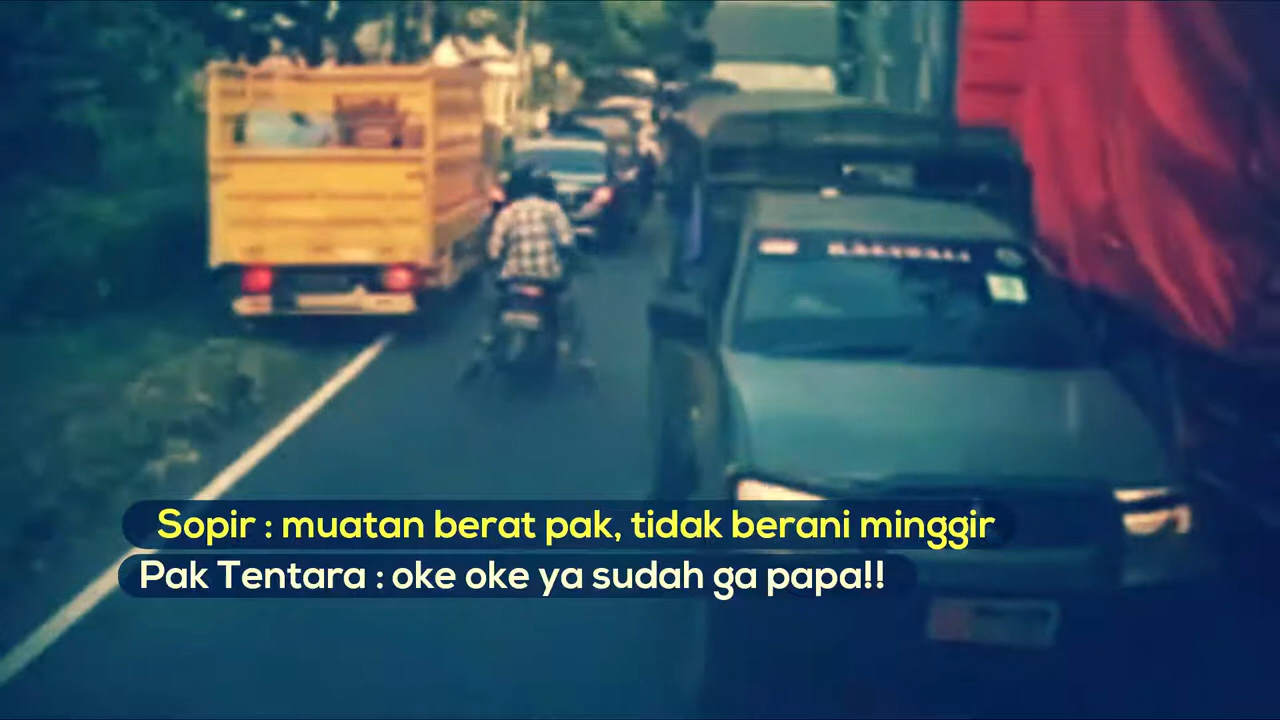 Sopir : muatan berat pak, tidak berani minggir
Pak Tentara : oke oke ya sudah ga papa!!